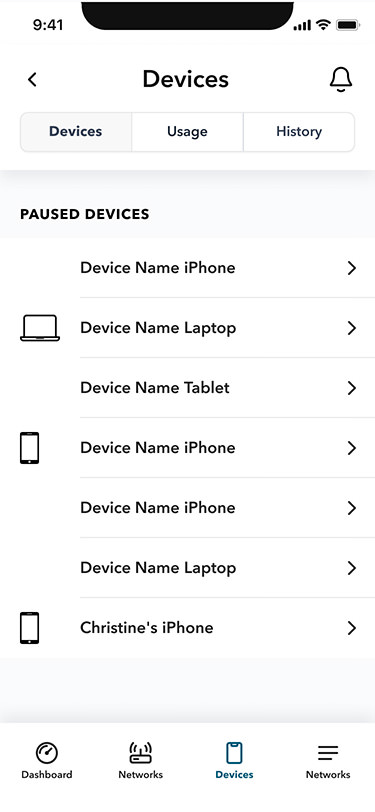 9:41
Devices
Devices
Usage
History
PAUSED DEVICES
Device Name iPhone
Device Name Laptop
Device Name Tablet
Device Name iPhone
Device Name iPhone
Device Name Laptop
Christine's iPhone
Dashboard
Networks
Devices
Networks